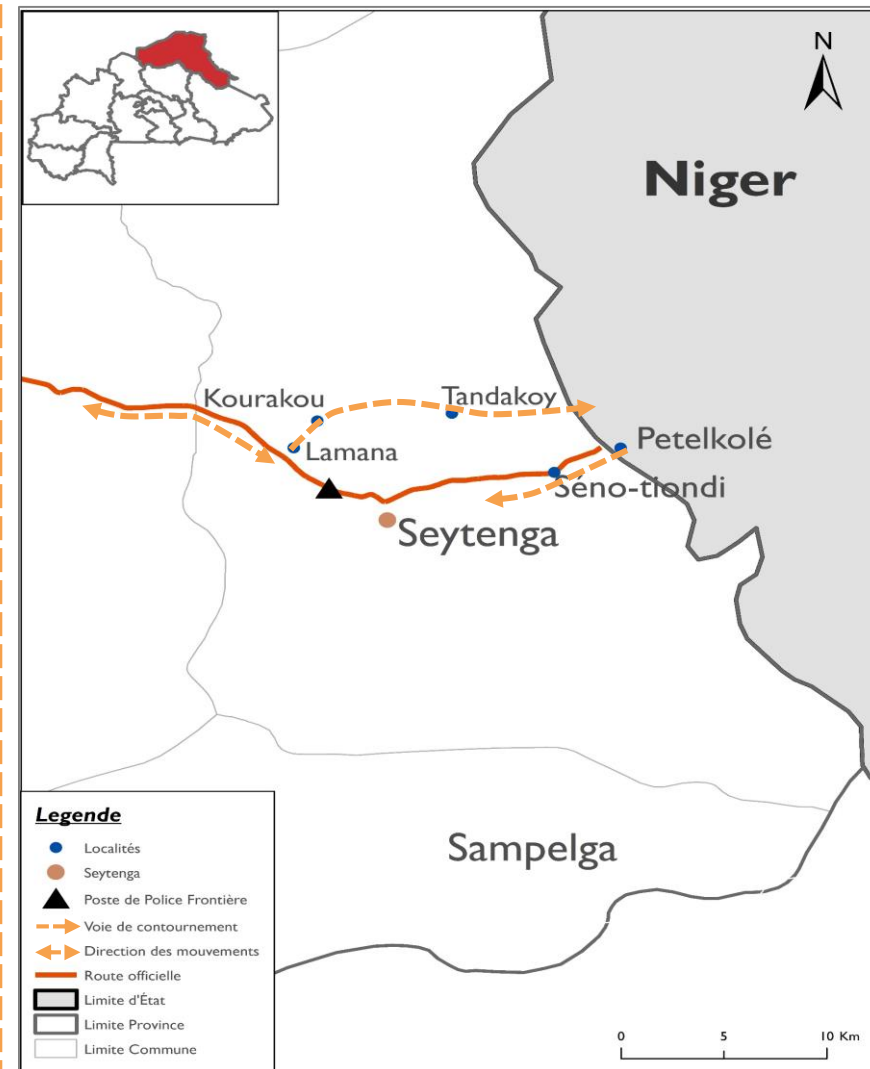 N
Niger
Kourakou
Tandakoy
Lamana
Petelkolé
Séno-tiondi
Seytenga
Sampelga
Legende
Localités
Seytenga
Poste de Police Frontière
Voie de contournement
Direction des mouvements
Route officielle
Limite d'État
Limite Province
Limite Commune
0 5 10 Km